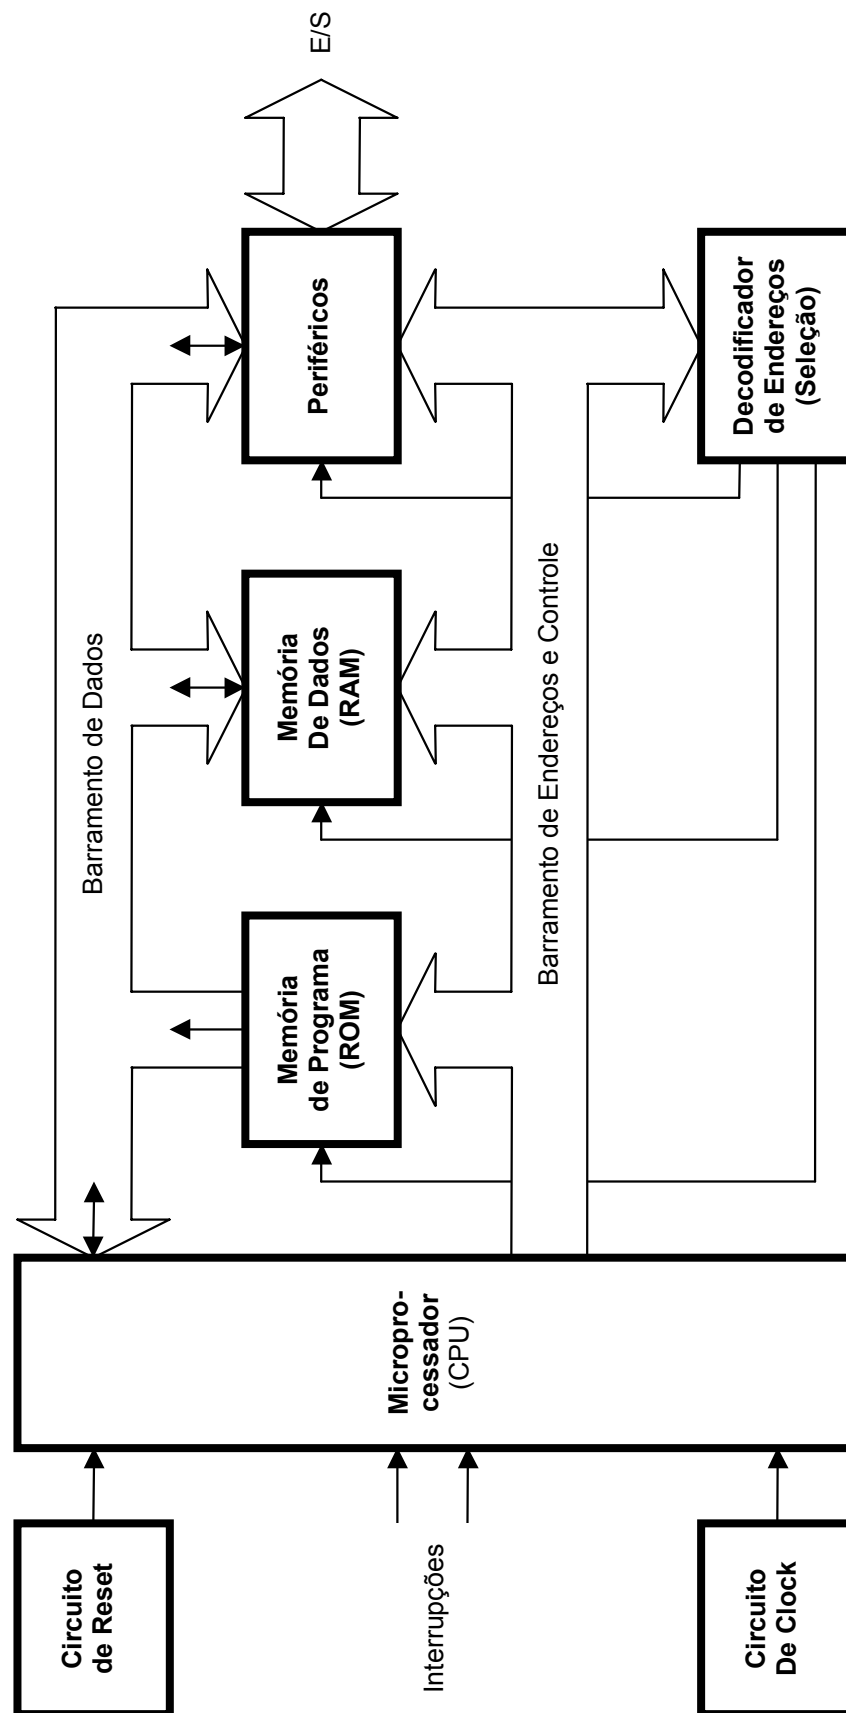 Circuito
de Reset
Interrupções
Circuito
De Clock
Micropro-
cessador
(CPU)
Barramento de Dados
Memória
de Programa
(ROM)
Memória
De Dados
(RAM)
Periféricos
E/S
Barramento de Endereços e Controle
Decodificador
de Endereços
(Seleção)